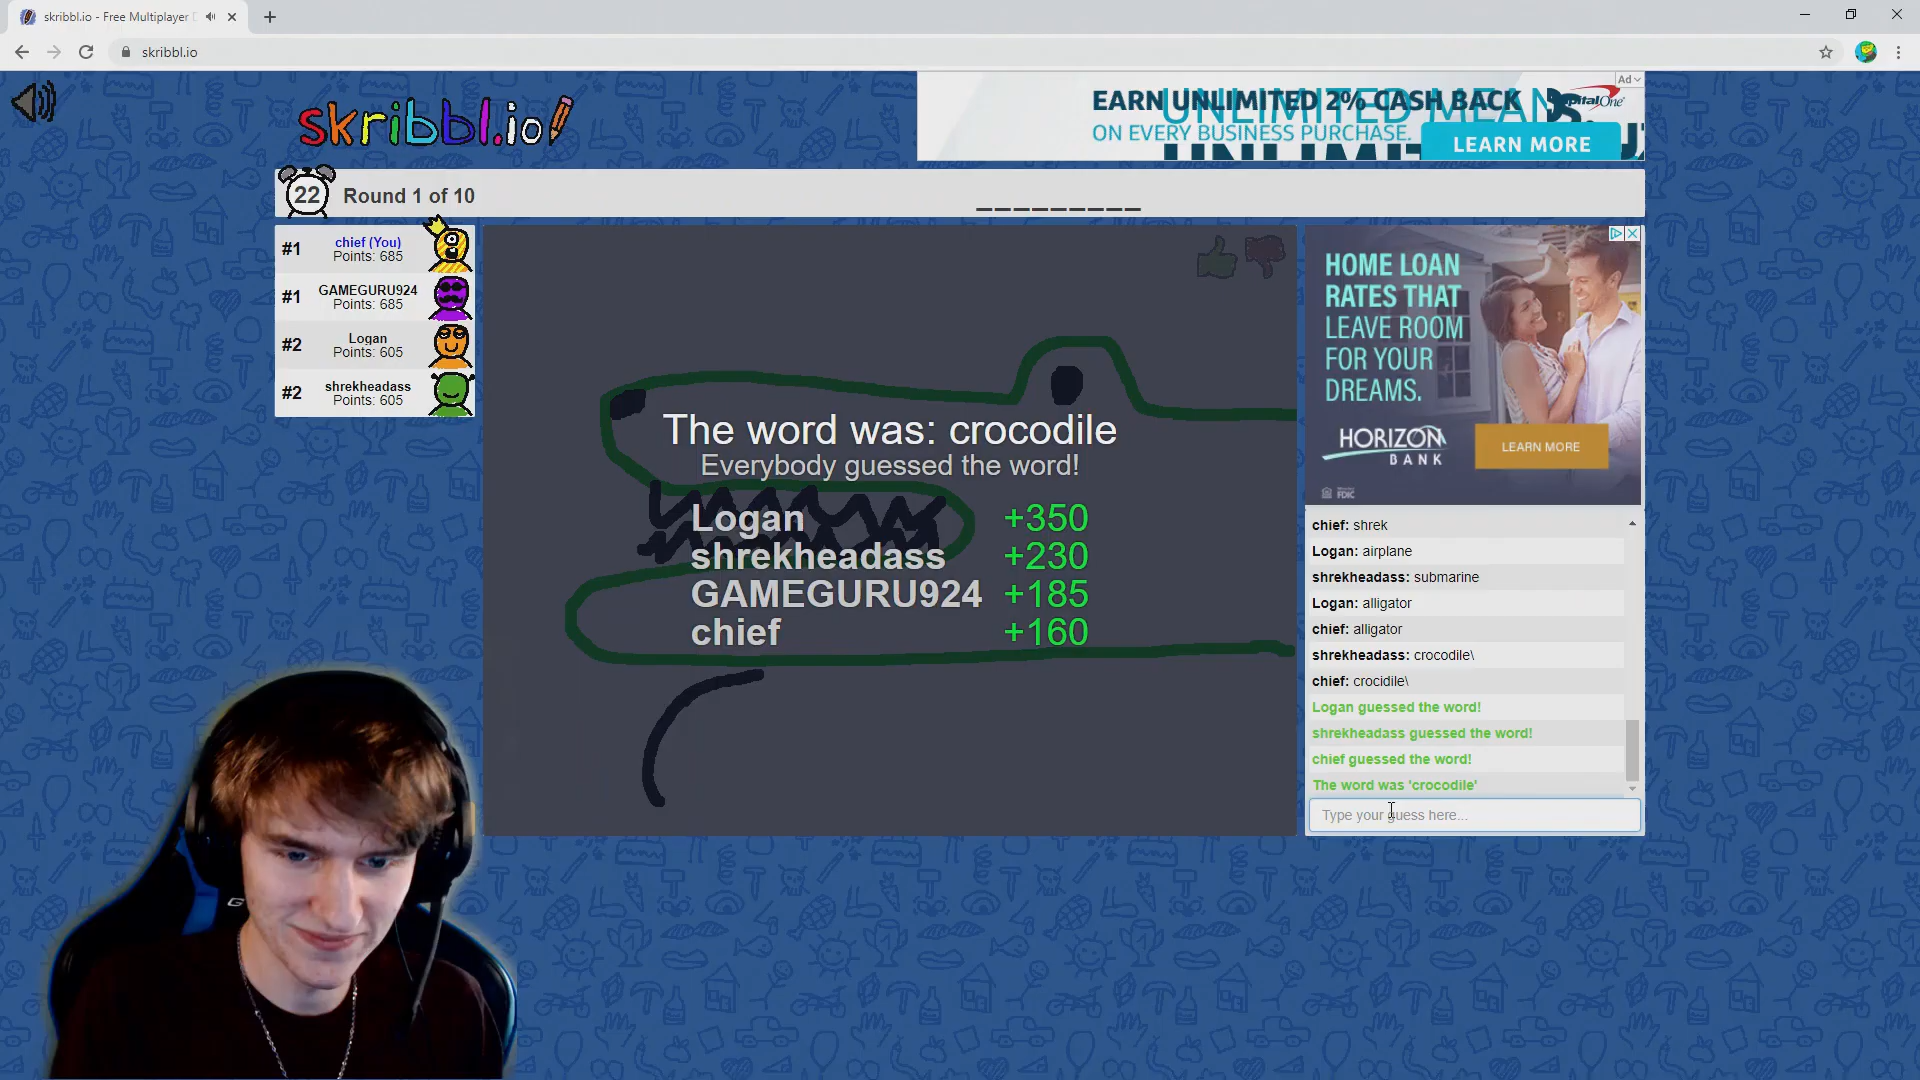 skribbl.io - Free Multiplayer D
skribbl.io
skribbl.io
Ad
EARN UNLIMITED 2% CASH BACK
ON EVERY BUSINESS PURCHASE.
LEARN MORE
22
Round 1 of 10
_________
#1
chief (You)
Points: 685
#1
GAMEGURU924
Points: 685
#2
Logan
Points: 605
#2
shrekheadass
Points: 605
The word was: crocodile
Everybody guessed the word!
Logan +350
shrekheadass +230
GAMEGURU924 +185
chief +160
HOME LOAN
RATES THAT
LEAVE ROOM
FOR YOUR
DREAMS.
HORIZON
BANK
LEARN MORE
FDIC
chief: shrek
Logan: airplane
shrekheadass: submarine
Logan: alligator
chief: alligator
shrekheadass: crocodile\
chief: crocidile\
Logan guessed the word!
shrekheadass guessed the word!
chief guessed the word!
The word was 'crocodile'
Type your guess here...